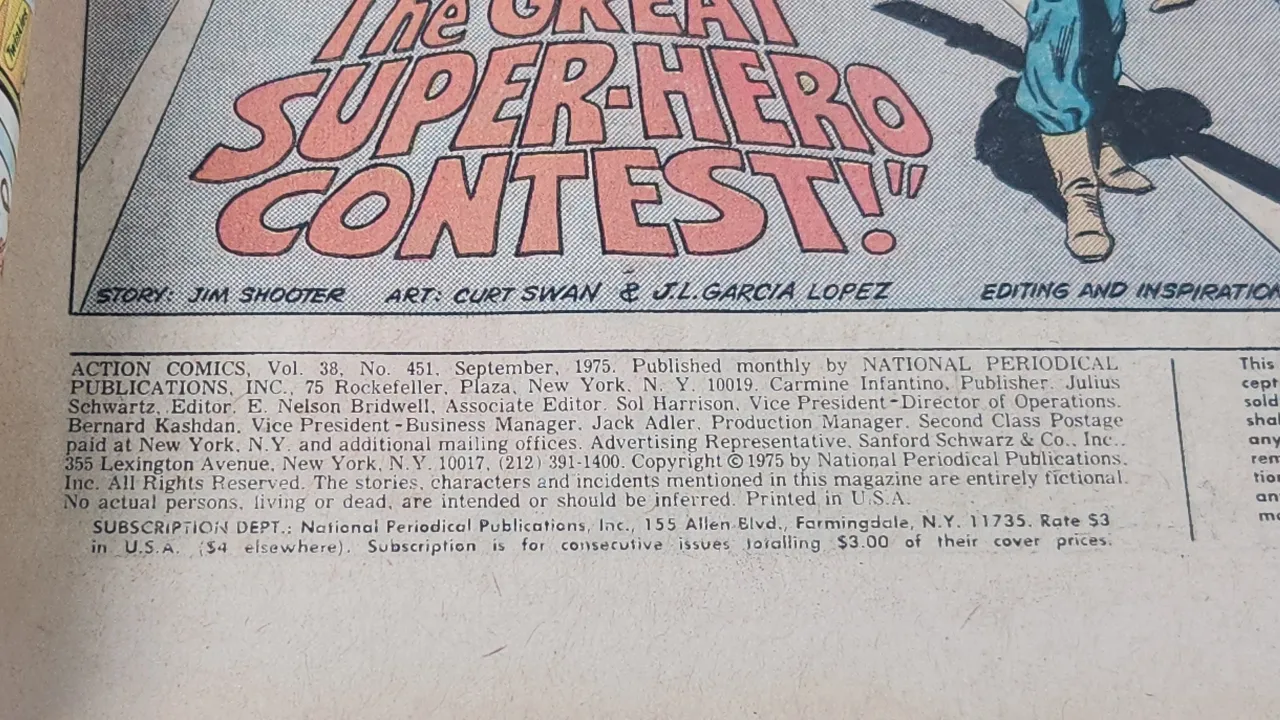 The GREAT
SUPER-HERO
CONTEST!"
STORY: JIM SHOOTER ART: CURT SWAN & J.L. GARCIA LOPEZ EDITING AND INSPIRATION
ACTION COMICS, Vol. 38, No. 451, September, 1975. Published monthly by NATIONAL PERIODICAL
PUBLICATIONS, INC., 75 Rockefeller, Plaza, New York, N. Y. 10019. Carmine Infantino, Publisher. Julius
Schwartz, Editor. E. Nelson Bridwell, Associate Editor. Sol Harrison, Vice President-Director of Operations.
Bernard Kashdan, Vice President-Business Manager. Jack Adler, Production Manager. Second Class Postage
paid at New York, N.Y. and additional mailing offices. Advertising Representative, Sanford Schwarz & Co., Inc.,
355 Lexington Avenue, New York, N.Y. 10017, (212) 391-1400. Copyright © 1975 by National Periodical Publications,
Inc. All Rights Reserved. The stories, characters and incidents mentioned in this magazine are entirely fictional.
No actual persons, living or dead, are intended or should be inferred. Printed in U.S.A.
SUBSCRIPTION DEPT.: National Periodical Publications, Inc., 155 Allen Blvd., Farmingdale, N.Y. 11735. Rate $3
in U.S.A. ($4 elsewhere). Subscription is for consecutive issues totalling $3.00 of their cover prices.
This
cept
sold
shal
any
rem
tion
an
ma